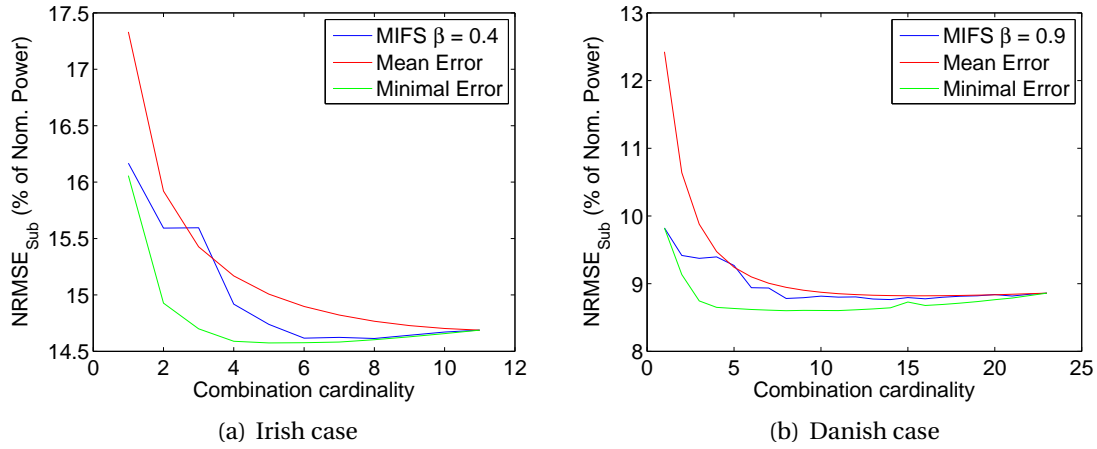 17.5
17
16.5
16
15.5
15
14.5
NRMSE_Sub (% of Nom. Power)
0 2 4 6 8 10 12
Combination cardinality
MIFS β = 0.4
Mean Error
Minimal Error
(a) Irish case
13
12
11
10
9
8
NRMSE_Sub (% of Nom. Power)
0 5 10 15 20 25
Combination cardinality
MIFS β = 0.9
Mean Error
Minimal Error
(b) Danish case